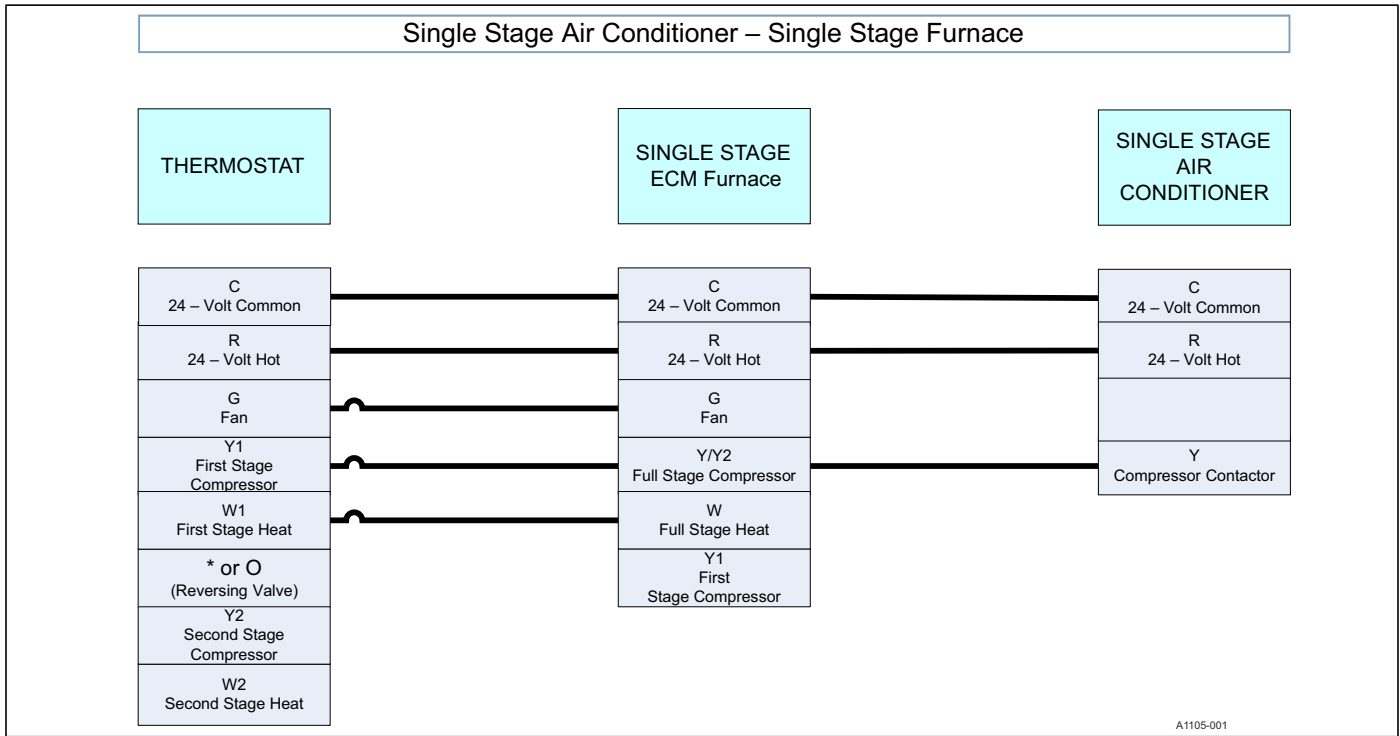 Single Stage Air Conditioner – Single Stage Furnace
THERMOSTAT
SINGLE STAGE
ECM Furnace
SINGLE STAGE
AIR
CONDITIONER
C
24 – Volt Common
R
24 – Volt Hot
G
Fan
Y1
First Stage
Compressor
W1
First Stage Heat
* or O
(Reversing Valve)
Y2
Second Stage
Compressor
W2
Second Stage Heat
C
24 – Volt Common
R
24 – Volt Hot
G
Fan
Y/Y2
Full Stage Compressor
W
Full Stage Heat
Y1
First
Stage Compressor
C
24 – Volt Common
R
24 – Volt Hot
Y
Compressor Contactor
A1105-001